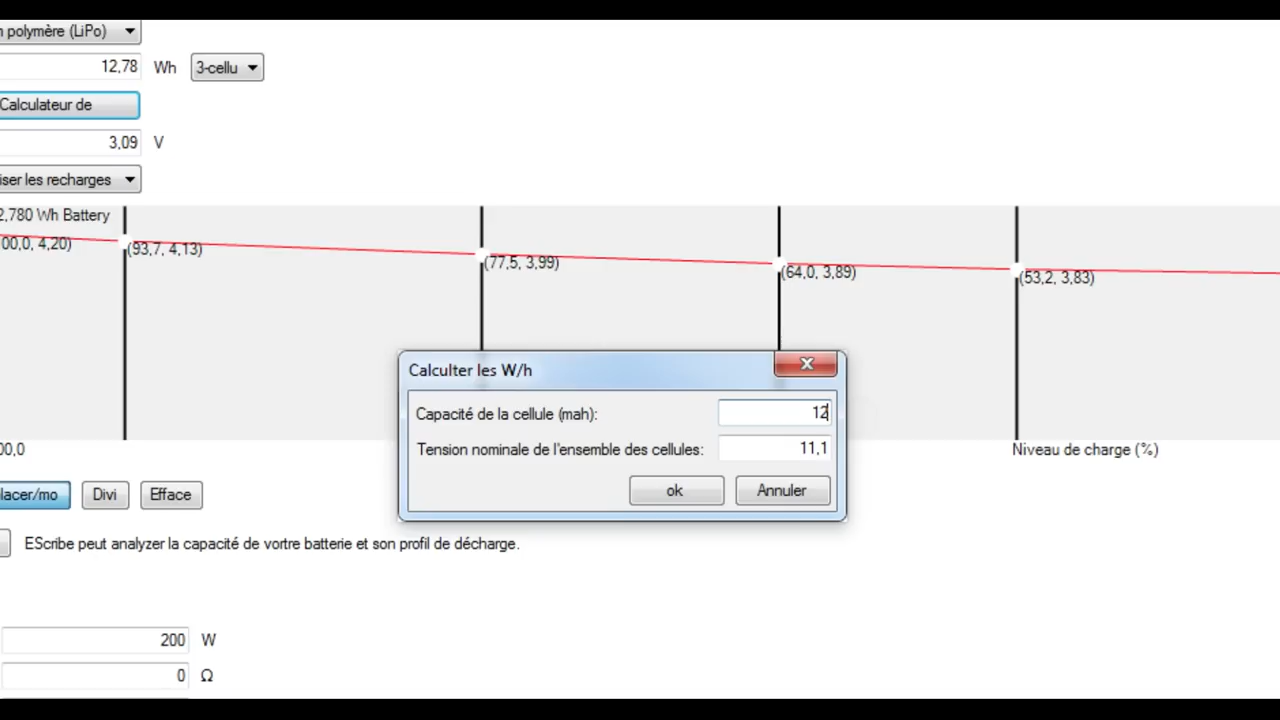 n polymère (LiPo)
12,78 Wh 3-cellu
Calculateur de
3,09 V
iser les recharges
2,780 Wh Battery
00,0, 4,20)
(93,7, 4,13)
(77,5, 3,99)
(64,0, 3,89)
(53,2, 3,83)
Calculter les W/h
Capacité de la cellule (mah): 12
Tension nominale de l'ensemble des cellules: 11,1
ok Annuler
00,0
Niveau de charge (%)
lacer/mo Divi Efface
EScribe peut analyzer la capacité de vortre batterie et son profil de décharge.
200 W
0 Ω